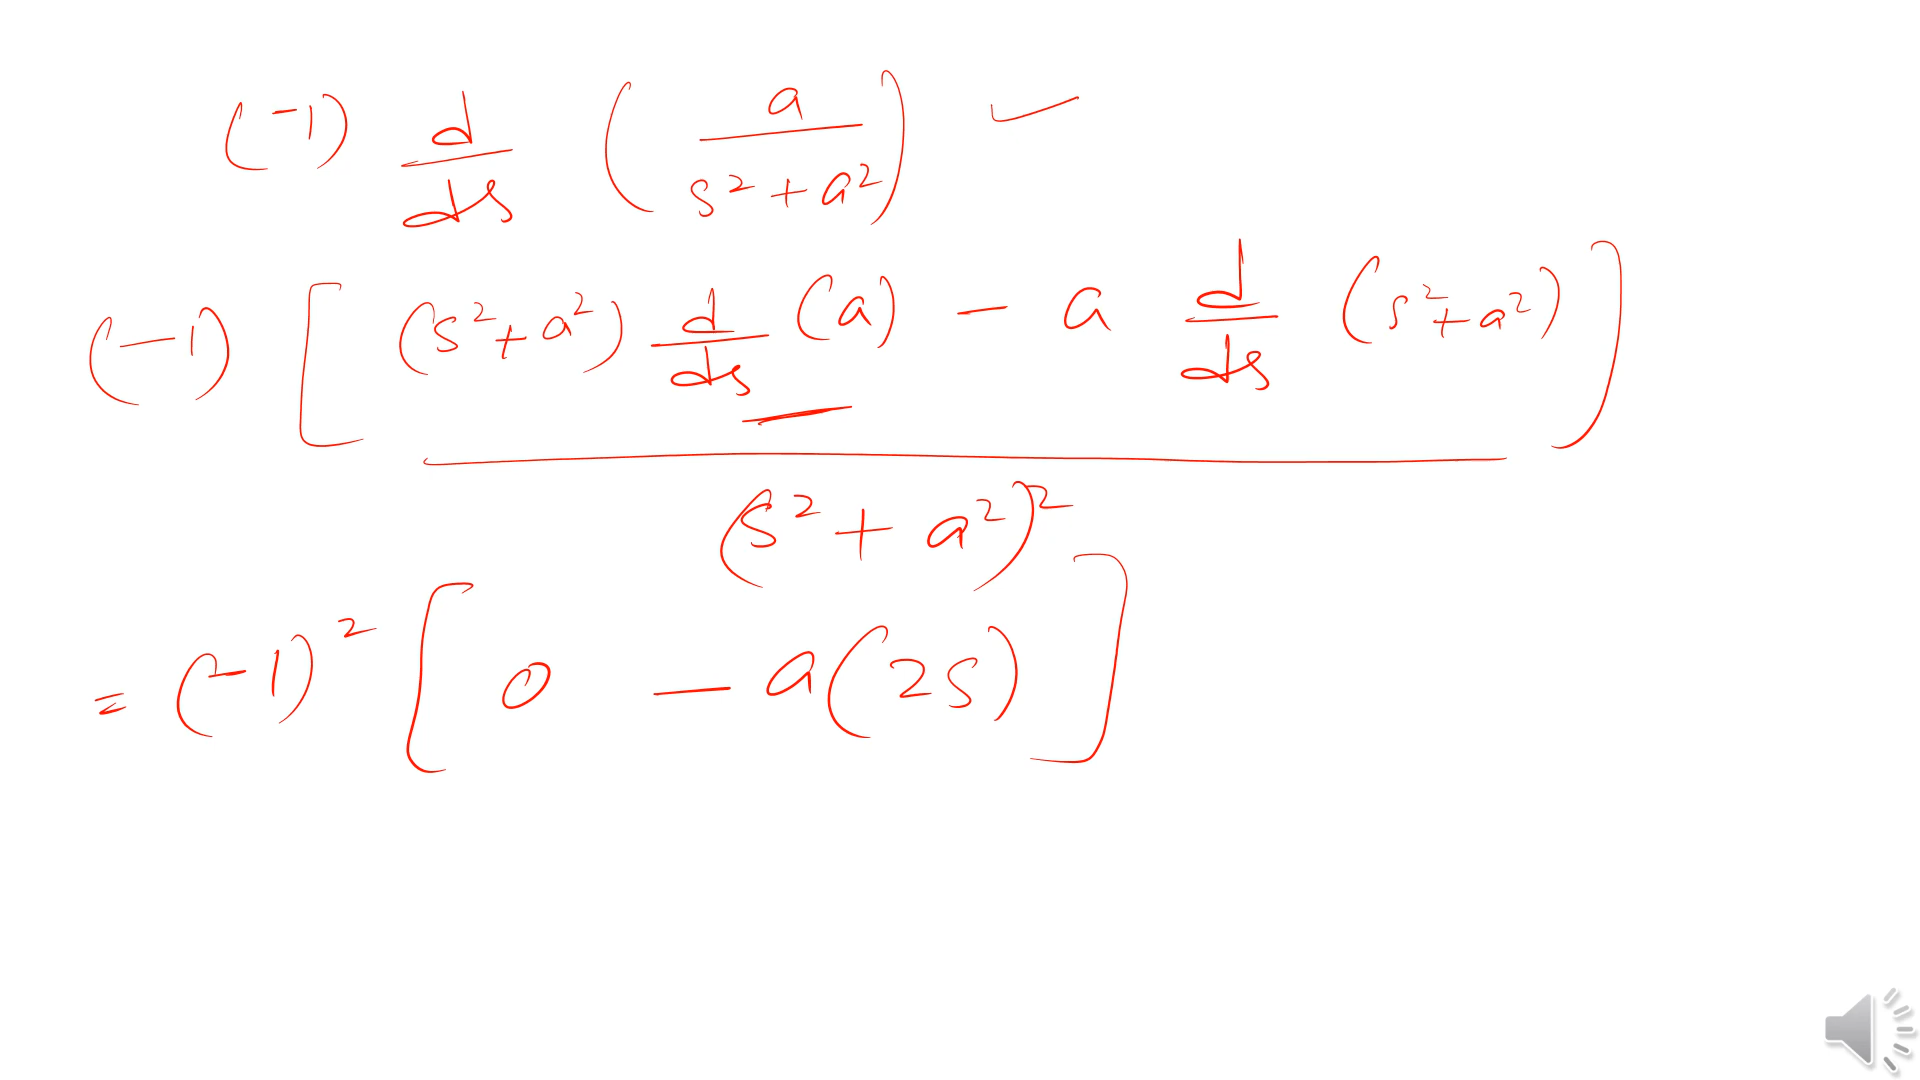 (-1) d/ds ( a/(s²+a²) ) ✓
(-1) [ (s²+a²) d/ds (a) - a d/ds (s²+a²) ]
(s² + a²)²
= (-1)² [ 0 - a(2s) ]